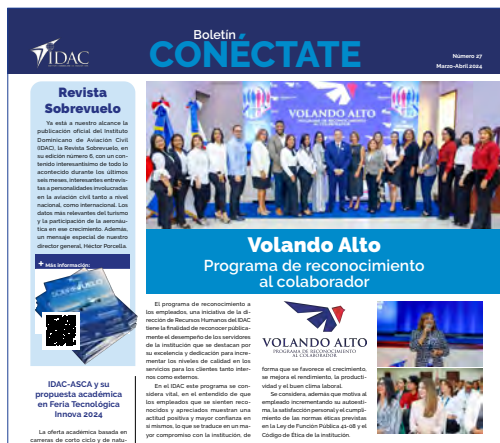 IDAC
Boletín
CONÉCTATE
Número 27
Marzo-Abril 2024
Revista
Sobrevuelo
Ya está a nuestro alcance la
publicación oficial del Instituto
Dominicano de Aviación Civil
(IDAC), la Revista Sobrevuelo, en
su edición número 6, con un con-
tenido interesantísimo de todo lo
acontecido durante los últimos
seis meses, interesantes entrevis-
tas a personalidades involucradas
en la aviación civil tanto a nivel
nacional, como internacional. Los
datos más relevantes del turismo
y la participación de la aeronáu-
tica en ese crecimiento. Además,
un mensaje especial de nuestro
director general, Héctor Porcella.
+ Más información:
SOBREVUELO
IDAC-ASCA y su
propuesta académica
en Feria Tecnológica
Innova 2024
La oferta académica basada en
carreras de corto ciclo y de natu-
VOLANDO ALTO
Volando Alto
Programa de reconocimiento
al colaborador
El programa de reconocimiento a
los empleados, una iniciativa de la di-
rección de Recursos Humanos del IDAC
tiene la finalidad de reconocer pública-
mente el desempeño de los servidores
de la institución que se destacan por
su excelencia y dedicación para incre-
mentar los niveles de calidad en los
servicios para los clientes tanto inter-
nos como externos.
En el IDAC este programa se con-
sidera vital, en el entendido de que
los empleados que se sienten reco-
nocidos y apreciados muestran una
actitud positiva y mayor confianza en
sí mismos, lo que se traduce en un ma-
yor compromiso con la institución, de
VOLANDO ALTO
PROGRAMA DE RECONOCIMIENTO
AL COLABORADOR
forma que se favorece el crecimiento,
se mejora el rendimiento, la producti-
vidad y el buen clima laboral.
Se considera, además que motiva al
empleado incrementando su autoesti-
ma, la satisfacción personal y el cumpli-
miento de las normas éticas previstas
en la Ley de Función Pública 41-08 y el
Código de Ética de la institución.